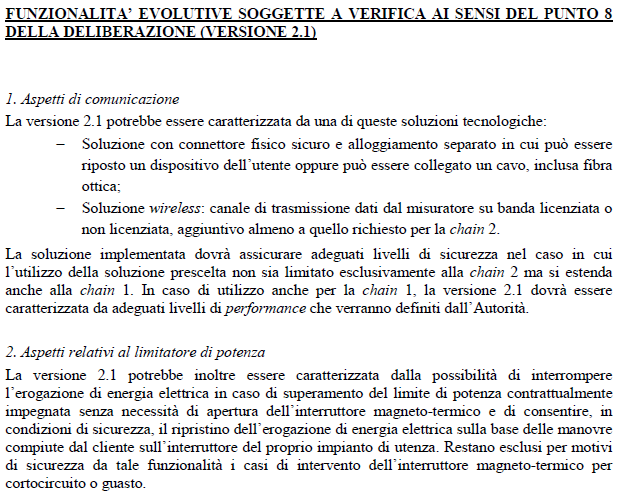 FUNZIONALITA' EVOLUTIVE SOGGETTE A VERIFICA AI SENSI DEL PUNTO 8
DELLA DELIBERAZIONE (VERSIONE 2.1)
1. Aspetti di comunicazione
La versione 2.1 potrebbe essere caratterizzata da una di queste soluzioni tecnologiche:
– Soluzione con connettore fisico sicuro e alloggiamento separato in cui può essere
riposto un dispositivo dell'utente oppure può essere collegato un cavo, inclusa fibra
ottica;
– Soluzione wireless: canale di trasmissione dati dal misuratore su banda licenziata o
non licenziata, aggiuntivo almeno a quello richiesto per la chain 2.
La soluzione implementata dovrà assicurare adeguati livelli di sicurezza nel caso in cui
l'utilizzo della soluzione prescelta non sia limitato esclusivamente alla chain 2 ma si estenda
anche alla chain 1. In caso di utilizzo anche per la chain 1, la versione 2.1 dovrà essere
caratterizzata da adeguati livelli di performance che verranno definiti dall'Autorità.
2. Aspetti relativi al limitatore di potenza
La versione 2.1 potrebbe inoltre essere caratterizzata dalla possibilità di interrompere
l'erogazione di energia elettrica in caso di superamento del limite di potenza contrattualmente
impegnata senza necessità di apertura dell'interruttore magneto-termico e di consentire, in
condizioni di sicurezza, il ripristino dell'erogazione di energia elettrica sulla base delle manovre
compiute dal cliente sull'interruttore del proprio impianto di utenza. Restano esclusi per motivi
di sicurezza da tale funzionalità i casi di intervento dell'interruttore magneto-termico per
cortocircuito o guasto.